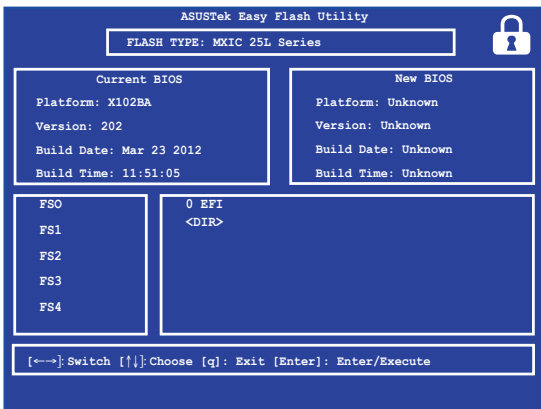 ASUSTek Easy Flash Utility
FLASH TYPE: MXIC 25L Series
Current BIOS
Platform: X102BA
Version: 202
Build Date: Mar 23 2012
Build Time: 11:51:05
New BIOS
Platform: Unknown
Version: Unknown
Build Date: Unknown
Build Time: Unknown
FS0
FS1
FS2
FS3
FS4
0 EFI
<DIR>
[←→]: Switch [↑↓]: Choose [q]: Exit [Enter]: Enter/Execute